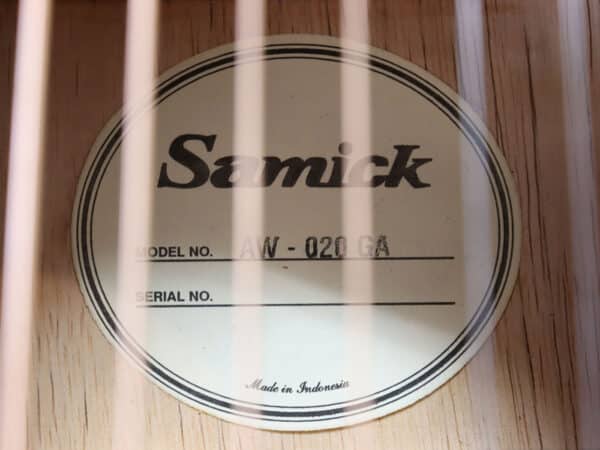 Samick
MODEL NO. AW - 020 GA
SERIAL NO.
Made in Indonesia